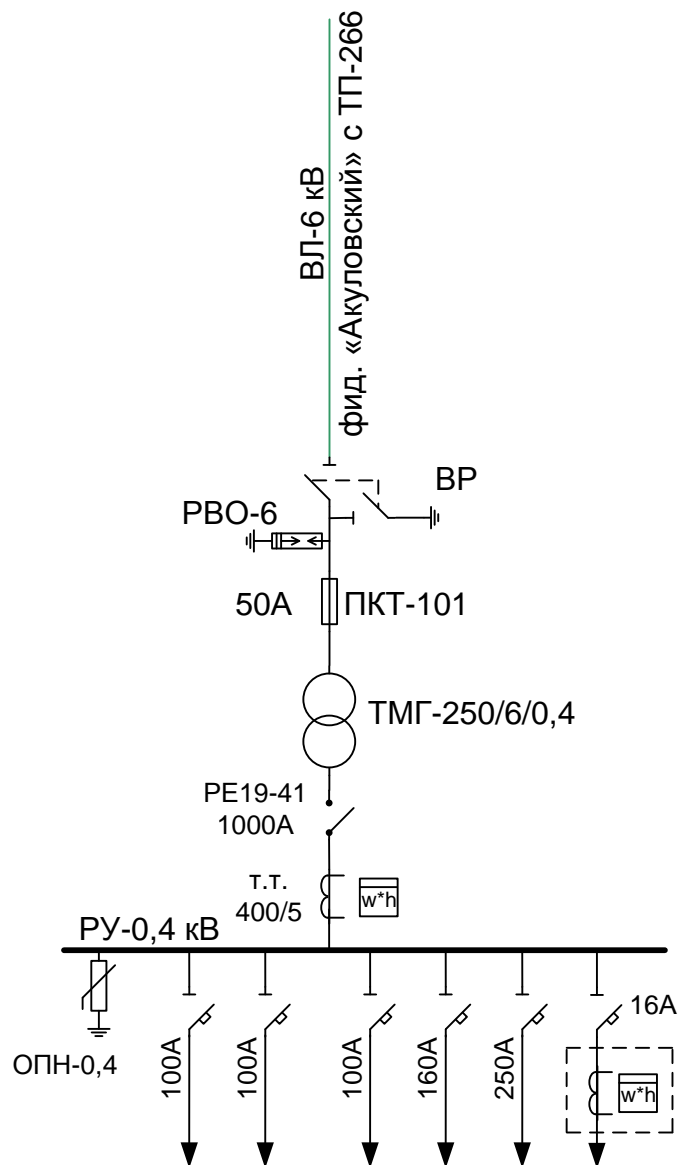 ВЛ-6 кВ
фид. «Акуловский» с ТП-266
ВР
РВО-6
50А
ПКТ-101
ТМГ-250/6/0,4
РЕ19-41
1000А
т.т.
400/5
w*h
РУ-0,4 кВ
ОПН-0,4
100А
100А
100А
160А
250А
16А
w*h